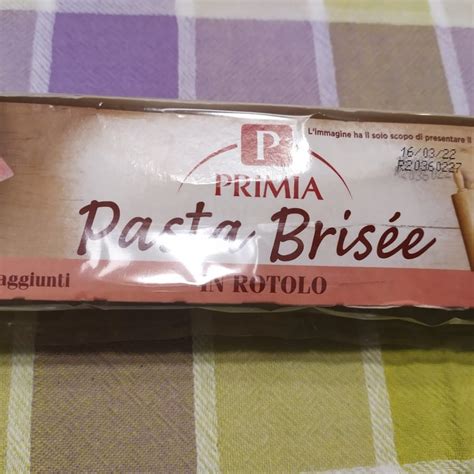 L'immagine ha il solo scopo di presentare il
16/03/22
P
PRIMIA
Pasta Brisée
aggiunti
IN ROTOLO